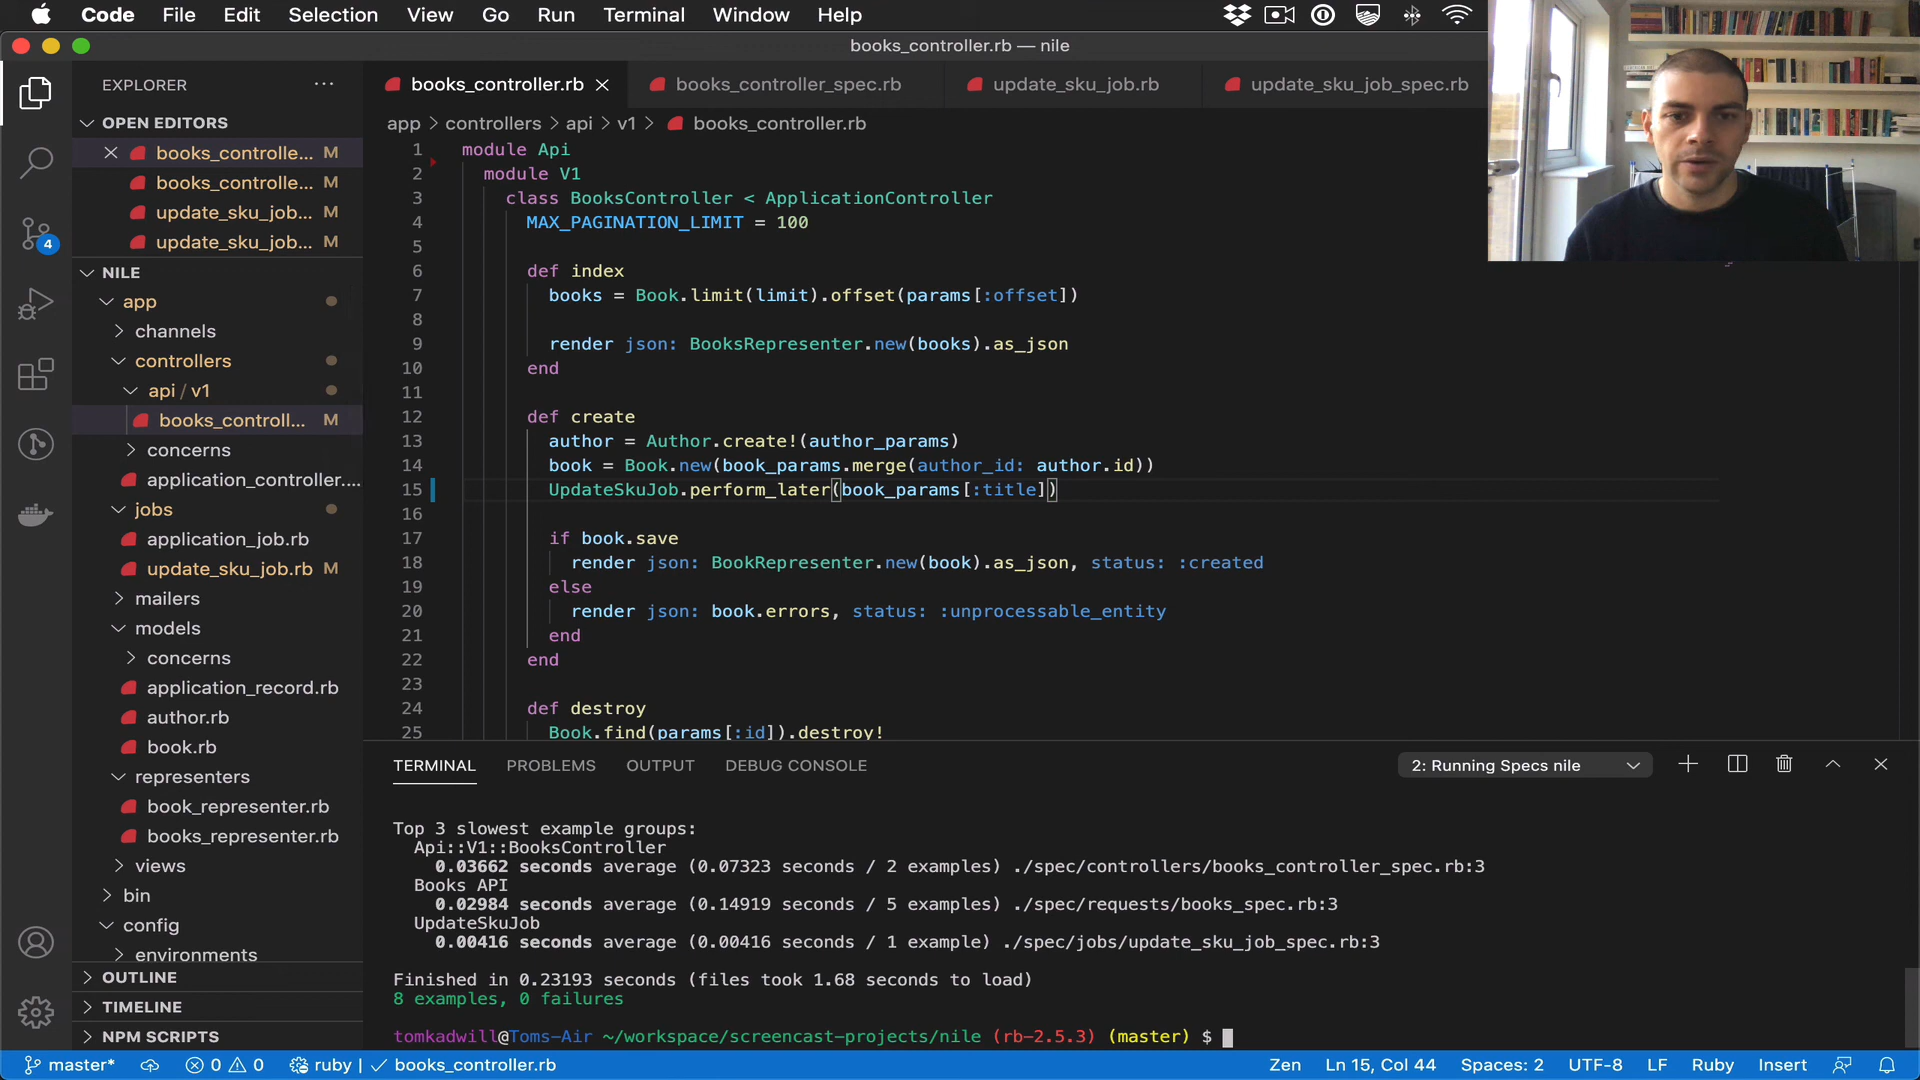 Code File Edit Selection View Go Run Terminal Window Help
books_controller.rb — nile
EXPLORER
books_controller.rb
books_controller_spec.rb
update_sku_job.rb
update_sku_job_spec.rb
OPEN EDITORS
books_controlle... M
books_controlle... M
update_sku_job... M
update_sku_job... M
4
NILE
app
channels
controllers
api / v1
books_controll... M
concerns
application_controller....
jobs
application_job.rb
update_sku_job.rb M
mailers
models
concerns
application_record.rb
author.rb
book.rb
representers
book_representer.rb
books_representer.rb
views
bin
config
environments
OUTLINE
TIMELINE
NPM SCRIPTS
app > controllers > api > v1 > books_controller.rb
1 module Api
2 module V1
3 class BooksController < ApplicationController
4 MAX_PAGINATION_LIMIT = 100
5
6 def index
7 books = Book.limit(limit).offset(params[:offset])
8
9 render json: BooksRepresenter.new(books).as_json
10 end
11
12 def create
13 author = Author.create!(author_params)
14 book = Book.new(book_params.merge(author_id: author.id))
15 UpdateSkuJob.perform_later(book_params[:title])
16
17 if book.save
18 render json: BookRepresenter.new(book).as_json, status: :created
19 else
20 render json: book.errors, status: :unprocessable_entity
21 end
22 end
23
24 def destroy
25 Book.find(params[:id]).destroy!
TERMINAL PROBLEMS OUTPUT DEBUG CONSOLE
2: Running Specs nile
Top 3 slowest example groups:
Api::V1::BooksController
0.03662 seconds average (0.07323 seconds / 2 examples) ./spec/controllers/books_controller_spec.rb:3
Books API
0.02984 seconds average (0.14919 seconds / 5 examples) ./spec/requests/books_spec.rb:3
UpdateSkuJob
0.00416 seconds average (0.00416 seconds / 1 example) ./spec/jobs/update_sku_job_spec.rb:3
Finished in 0.23193 seconds (files took 1.68 seconds to load)
8 examples, 0 failures
tomkadwill@Toms-Air ~/workspace/screencast-projects/nile (rb-2.5.3) (master) $
master* 0 0 ruby | ✓ books_controller.rb
Zen Ln 15, Col 44 Spaces: 2 UTF-8 LF Ruby Insert